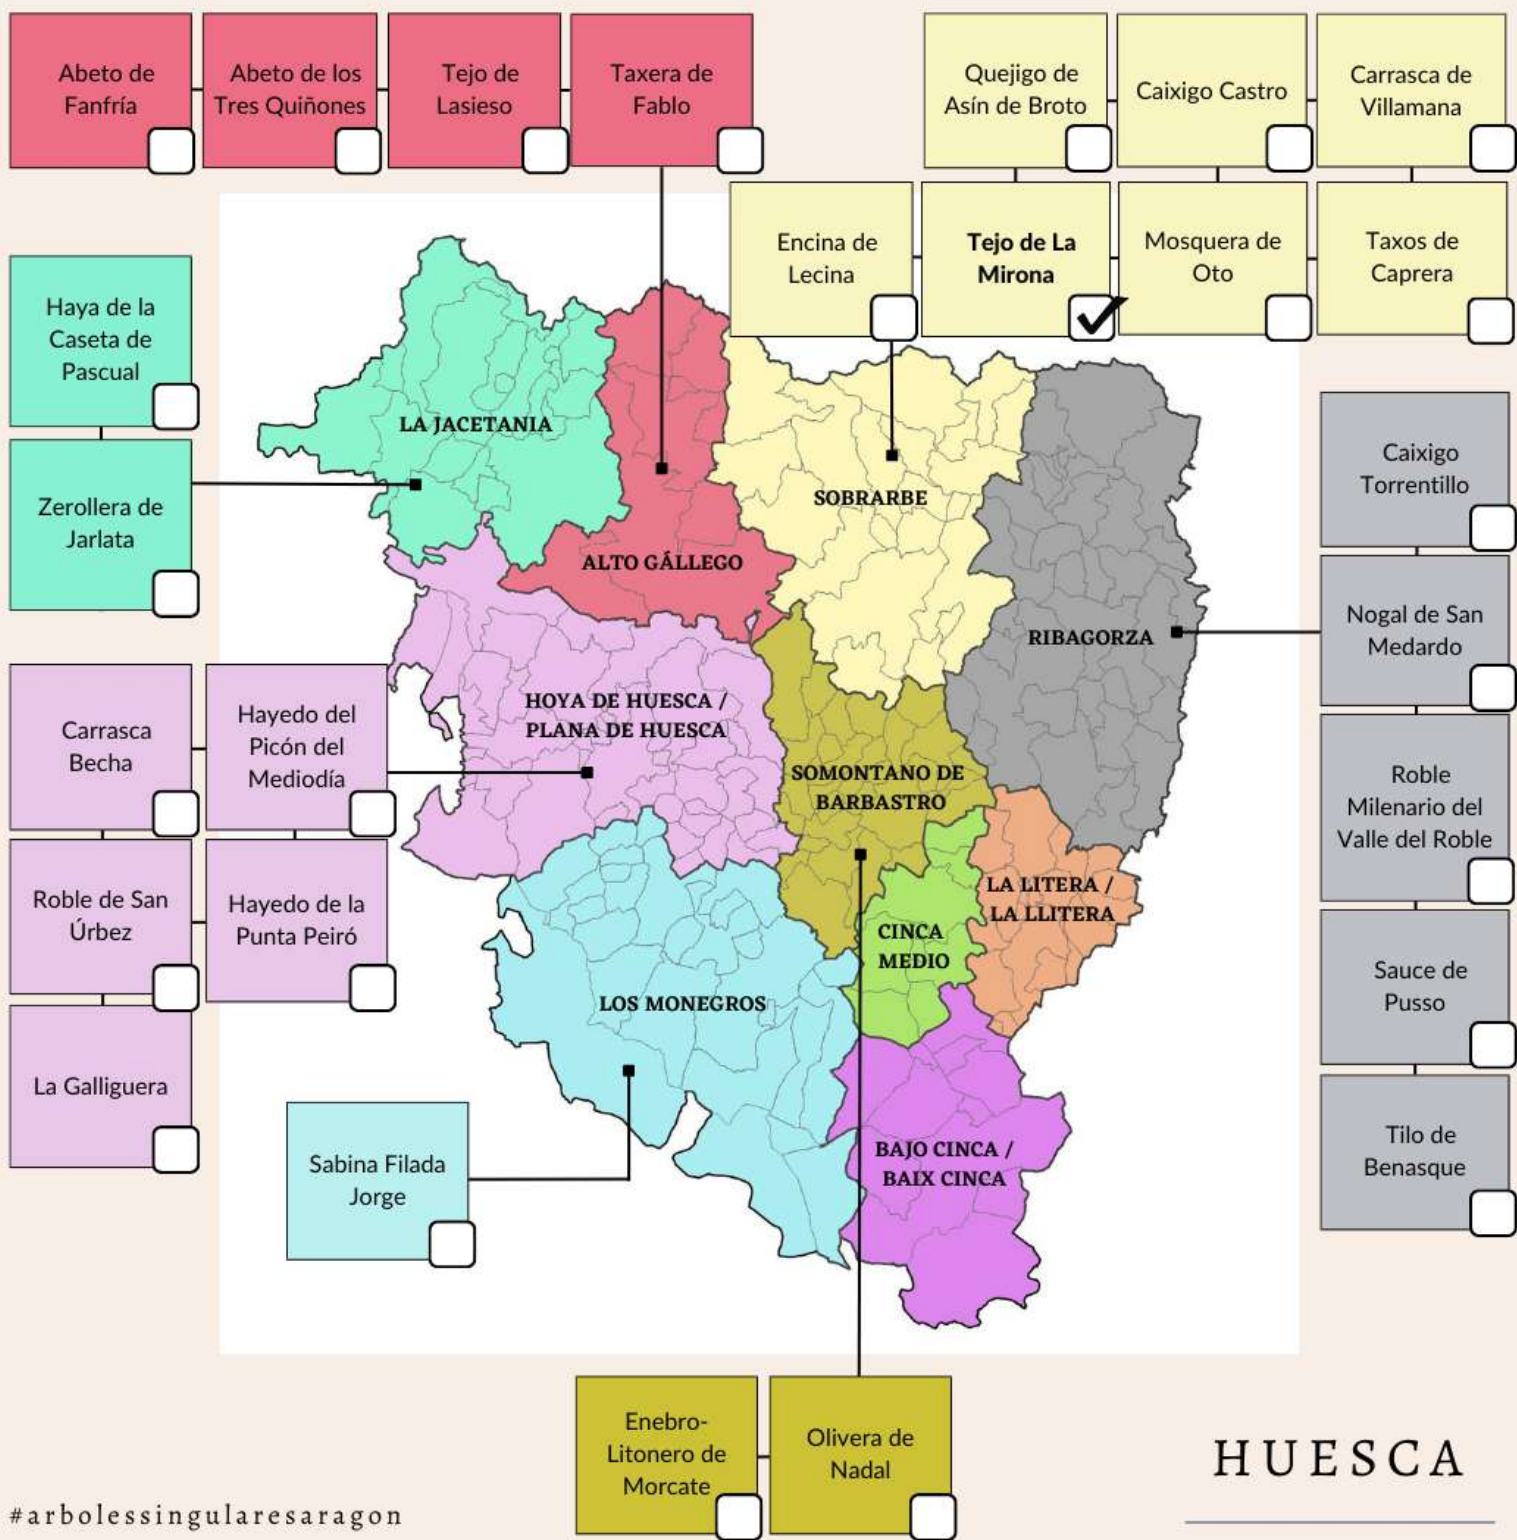 Abeto de
Fanfría
Abeto de los
Tres Quiñones
Tejo de
Lasieso
Taxera de
Fablo
Quejigo de
Asín de Broto
Caixigo Castro
Carrasca de
Villamana
Encina de
Lecina
Tejo de La
Mirona
Mosquera de
Oto
Taxos de
Caprera
Haya de la
Caseta de
Pascual
Zerollera de
Jarlata
LA JACETANIA
ALTO GÁLLEGO
SOBRARBE
RIBAGORZA
Caixigo
Torrentillo
Nogal de San
Medardo
Roble
Milenario del
Valle del Roble
Sauce de
Pusso
Tilo de
Benasque
Carrasca
Becha
Hayedo del
Picón del
Mediodía
Roble de San
Úrbez
Hayedo de la
Punta Peiró
La Galliguera
HOYA DE HUESCA /
PLANA DE HUESCA
SOMONTANO DE
BARBASTRO
LA LITERA /
LA LLITERA
CINCA
MEDIO
LOS MONEGROS
BAJO CINCA /
BAIX CINCA
Sabina Filada
Jorge
Enebro-
Litonero de
Morcate
Olivera de
Nadal
HUESCA
#arbolessingularesaragon